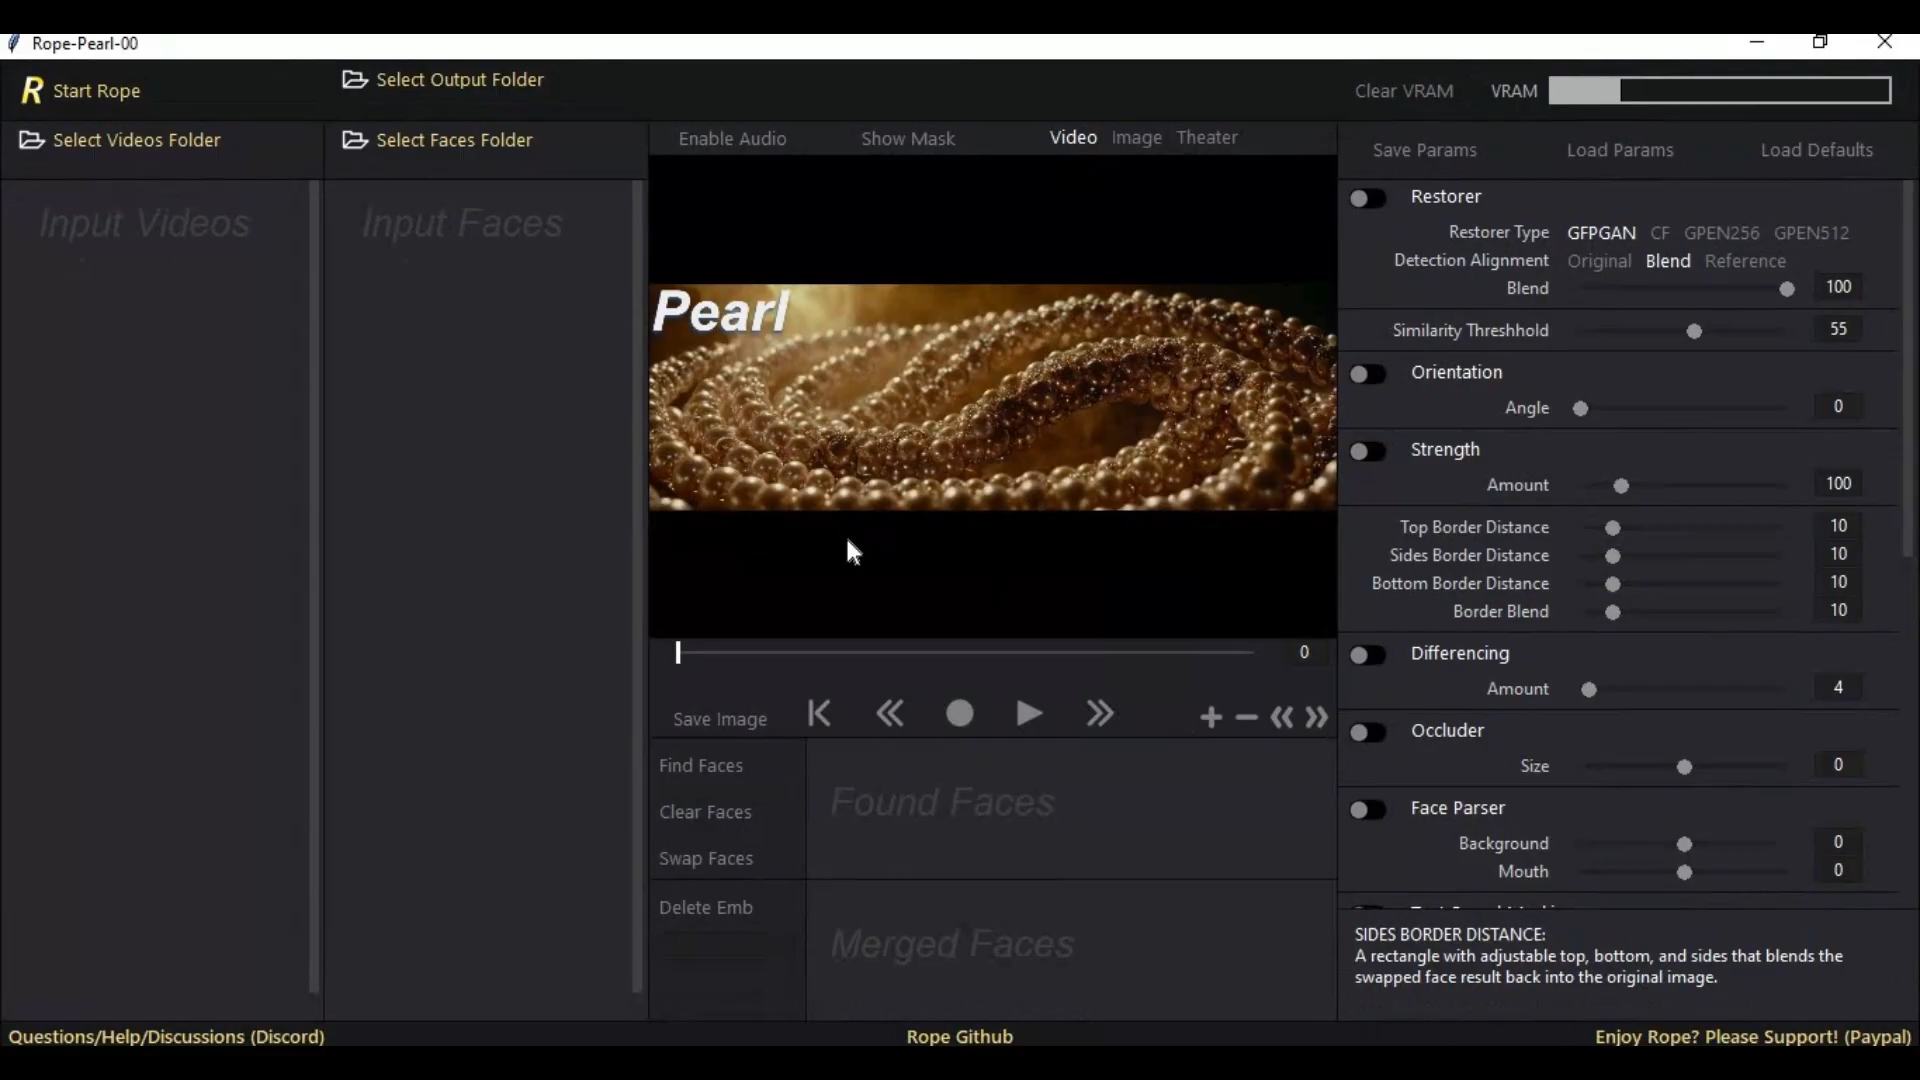 Rope-Pearl-00
R Start Rope
Select Output Folder
Clear VRAM
VRAM
Select Videos Folder
Select Faces Folder
Enable Audio
Show Mask
Video Image Theater
Save Params
Load Params
Load Defaults
Input Videos
Input Faces
Pearl
Restorer
Restorer Type GFPGAN CF GPEN256 GPEN512
Detection Alignment Original Blend Reference
Blend 100
Similarity Threshhold 55
Orientation
Angle 0
Strength
Amount 100
Top Border Distance 10
Sides Border Distance 10
Bottom Border Distance 10
Border Blend 10
Differencing
Amount 4
Occluder
Size 0
Face Parser
Background 0
Mouth 0
0
Save Image
Find Faces
Clear Faces
Swap Faces
Found Faces
Delete Emb
Merged Faces
SIDES BORDER DISTANCE:
A rectangle with adjustable top, bottom, and sides that blends the
swapped face result back into the original image.
Questions/Help/Discussions (Discord)
Rope Github
Enjoy Rope? Please Support! (Paypal)